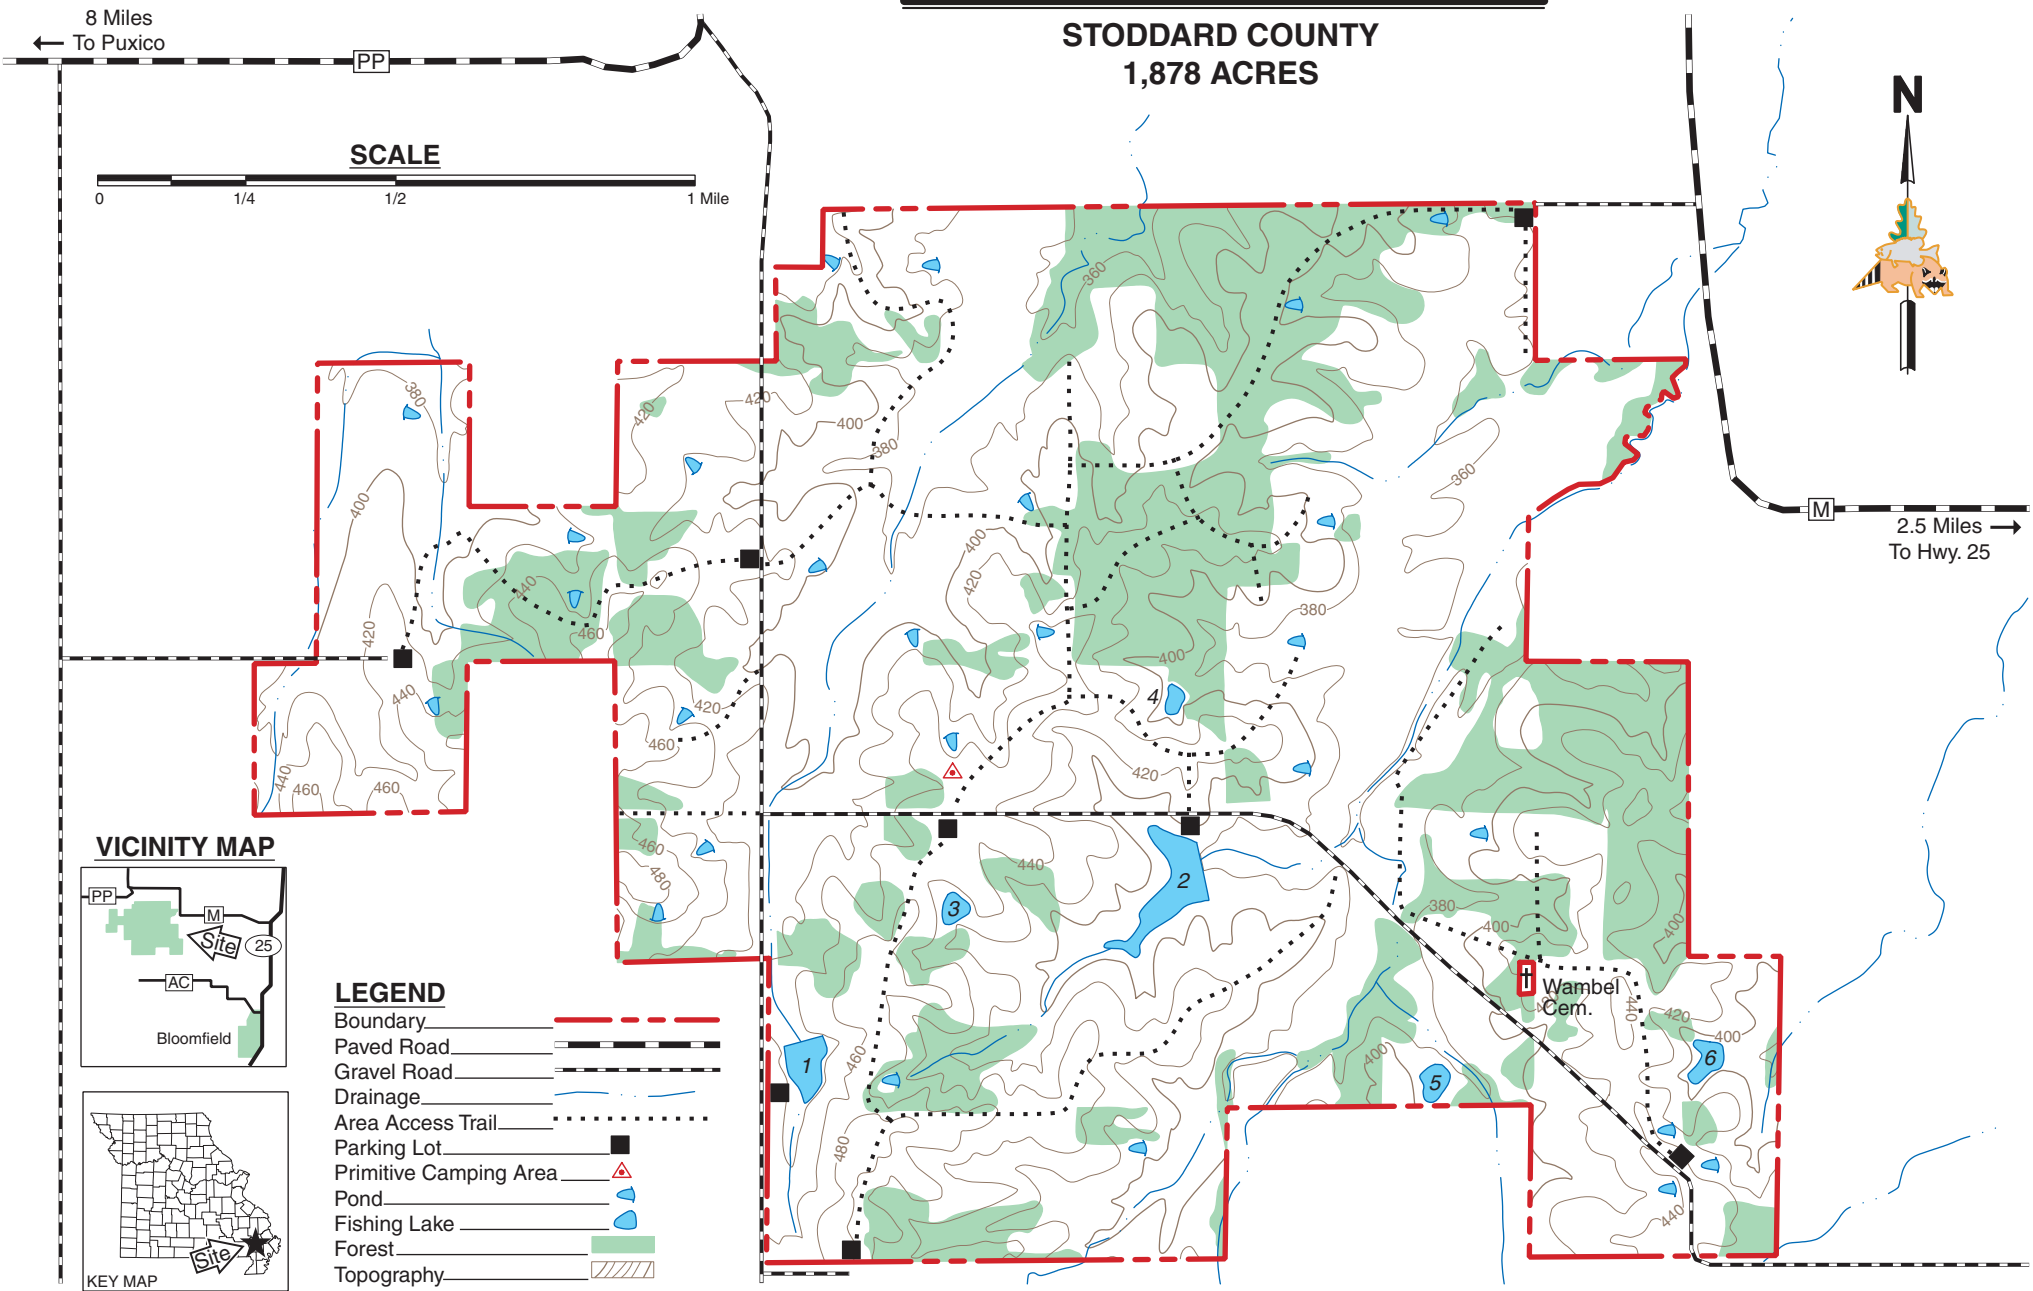 8 Miles
To Puxico
PP
STODDARD COUNTY
1,878 ACRES
N
SCALE
0 1/4 1/2 1 Mile
M
2.5 Miles
To Hwy. 25
360
380
420
420
400
380
400
360
400
420
440
380
420
460
400
440
420
460
420
440
460
460
460
480
440
380
400
400
420
440
420
400
460
400
480
440
4
2
3
1
5
6
Wambel
Cem.
VICINITY MAP
PP
M
Site
25
AC
Bloomfield
LEGEND
Boundary
Paved Road
Gravel Road
Drainage
Area Access Trail
Parking Lot
Primitive Camping Area
Pond
Fishing Lake
Forest
Topography
Site
KEY MAP